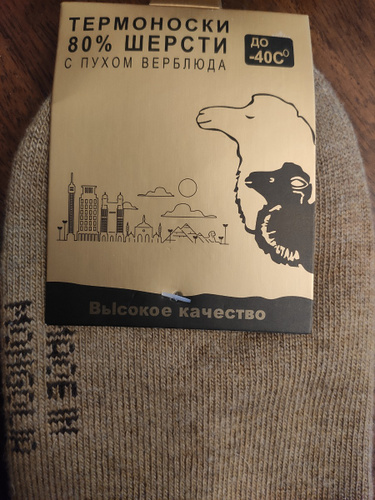 ТЕРМОНОСКИ
80% ШЕРСТИ
С ПУХОМ ВЕРБЛЮДА
ДО
-40С°
Высокое качество